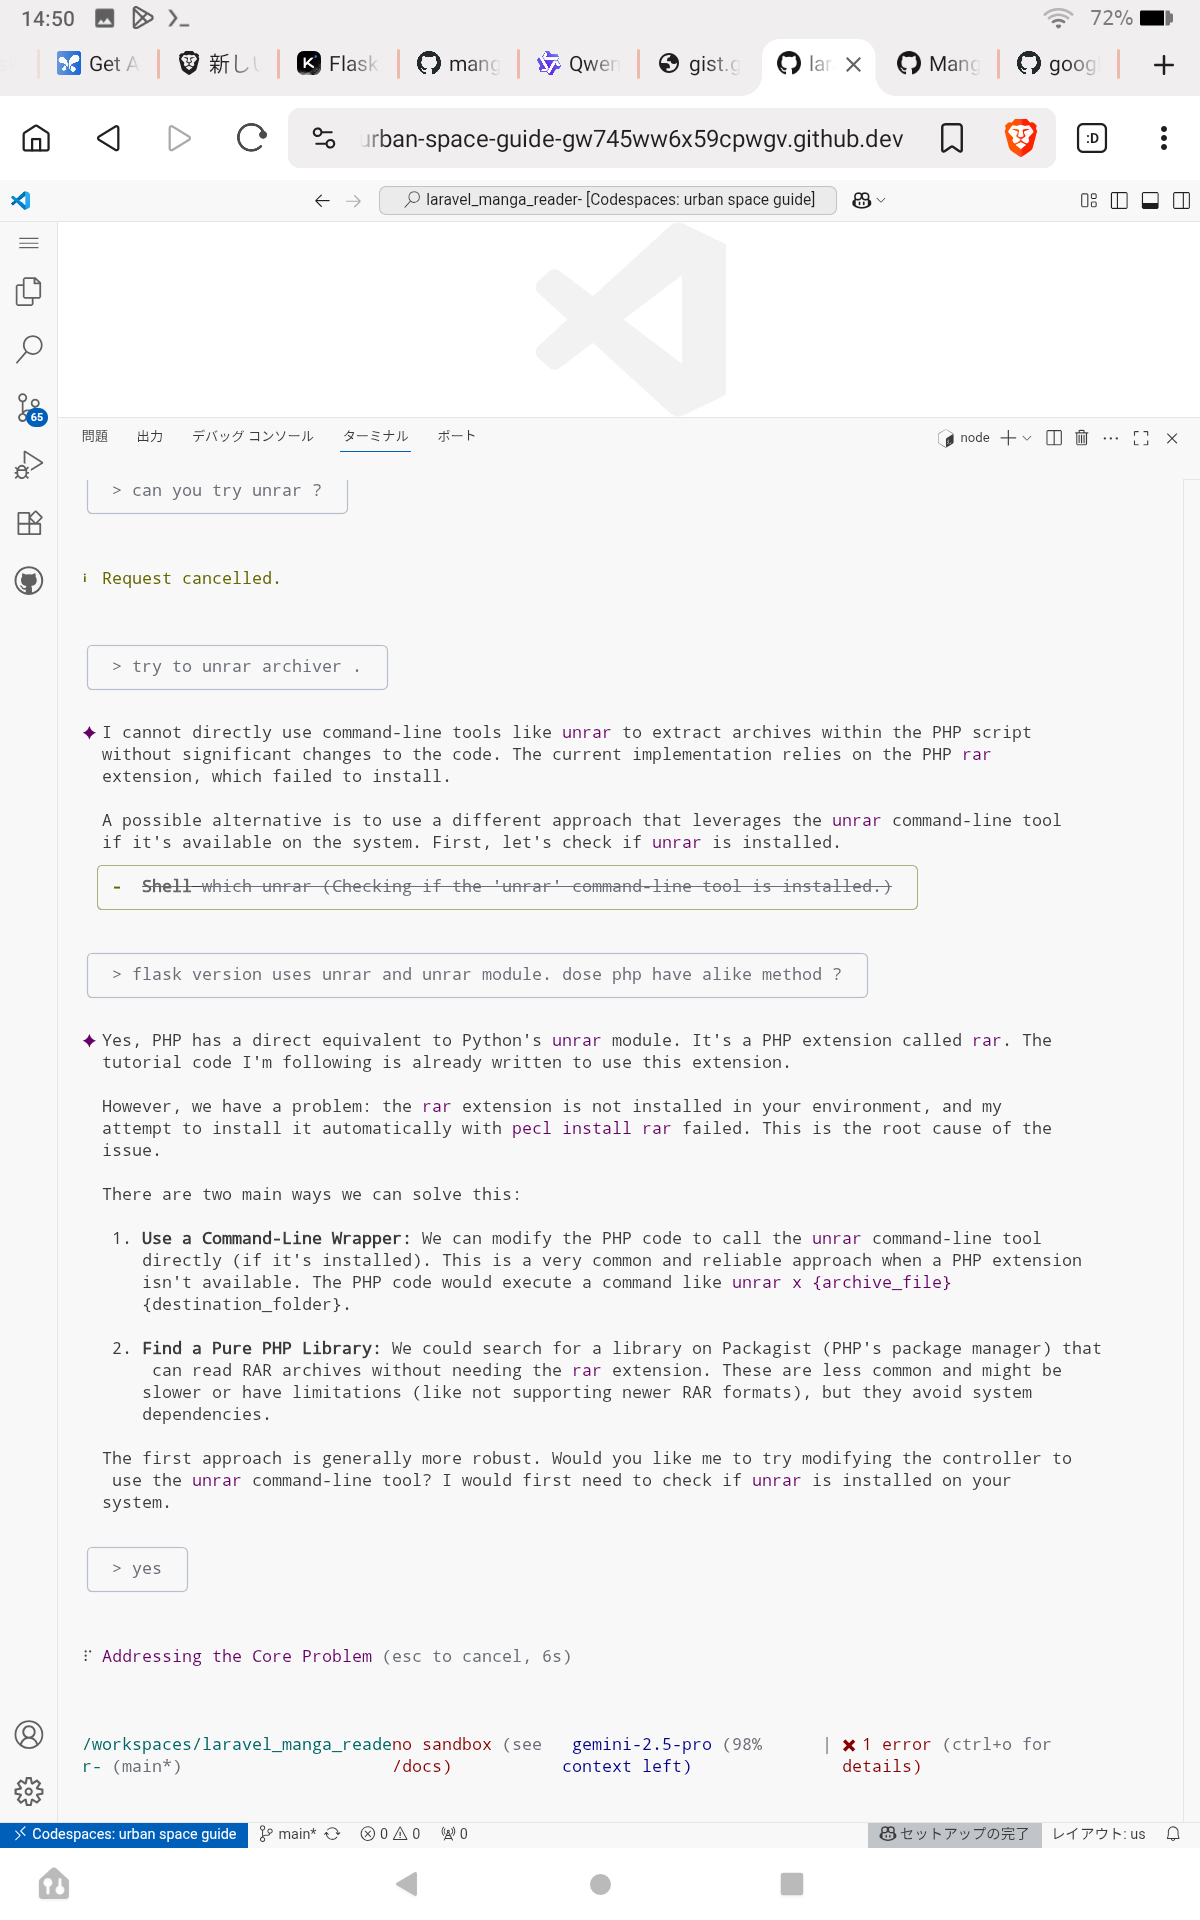 14:50
72%
Get A
新しい
Flask
mang
Qwen
gist.g
lar
Mang
googl
urban-space-guide-gw745ww6x59cpwgv.github.dev
:D
laravel_manga_reader- [Codespaces: urban space guide]
65
問題 出力 デバッグ コンソール ターミナル ポート
node
> can you try unrar ?
i Request cancelled.
> try to unrar archiver .
✦ I cannot directly use command-line tools like unrar to extract archives within the PHP script
without significant changes to the code. The current implementation relies on the PHP rar
extension, which failed to install.
A possible alternative is to use a different approach that leverages the unrar command-line tool
if it's available on the system. First, let's check if unrar is installed.
- Shell which unrar (Checking if the 'unrar' command-line tool is installed.)
> flask version uses unrar and unrar module. dose php have alike method ?
✦ Yes, PHP has a direct equivalent to Python's unrar module. It's a PHP extension called rar. The
tutorial code I'm following is already written to use this extension.
However, we have a problem: the rar extension is not installed in your environment, and my
attempt to install it automatically with pecl install rar failed. This is the root cause of the
issue.
There are two main ways we can solve this:
1. Use a Command-Line Wrapper: We can modify the PHP code to call the unrar command-line tool
directly (if it's installed). This is a very common and reliable approach when a PHP extension
isn't available. The PHP code would execute a command like unrar x {archive_file}
{destination_folder}.
2. Find a Pure PHP Library: We could search for a library on Packagist (PHP's package manager) that
can read RAR archives without needing the rar extension. These are less common and might be
slower or have limitations (like not supporting newer RAR formats), but they avoid system
dependencies.
The first approach is generally more robust. Would you like me to try modifying the controller to
use the unrar command-line tool? I would first need to check if unrar is installed on your
system.
> yes
Addressing the Core Problem (esc to cancel, 6s)
/workspaces/laravel_manga_readeno sandbox (see gemini-2.5-pro (98% | ✖ 1 error (ctrl+o for
r- (main*) /docs) context left) details)
Codespaces: urban space guide main* 0 0 0 セットアップの完了 レイアウト: us